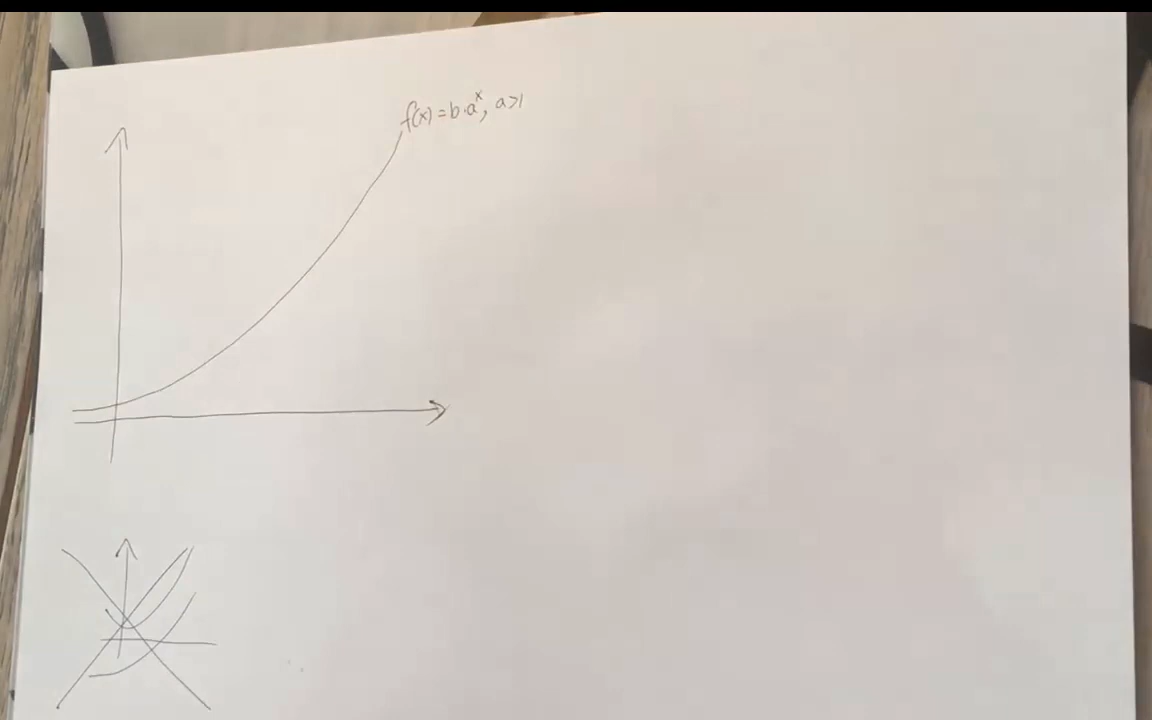 f(x) = b·a^x, a>1